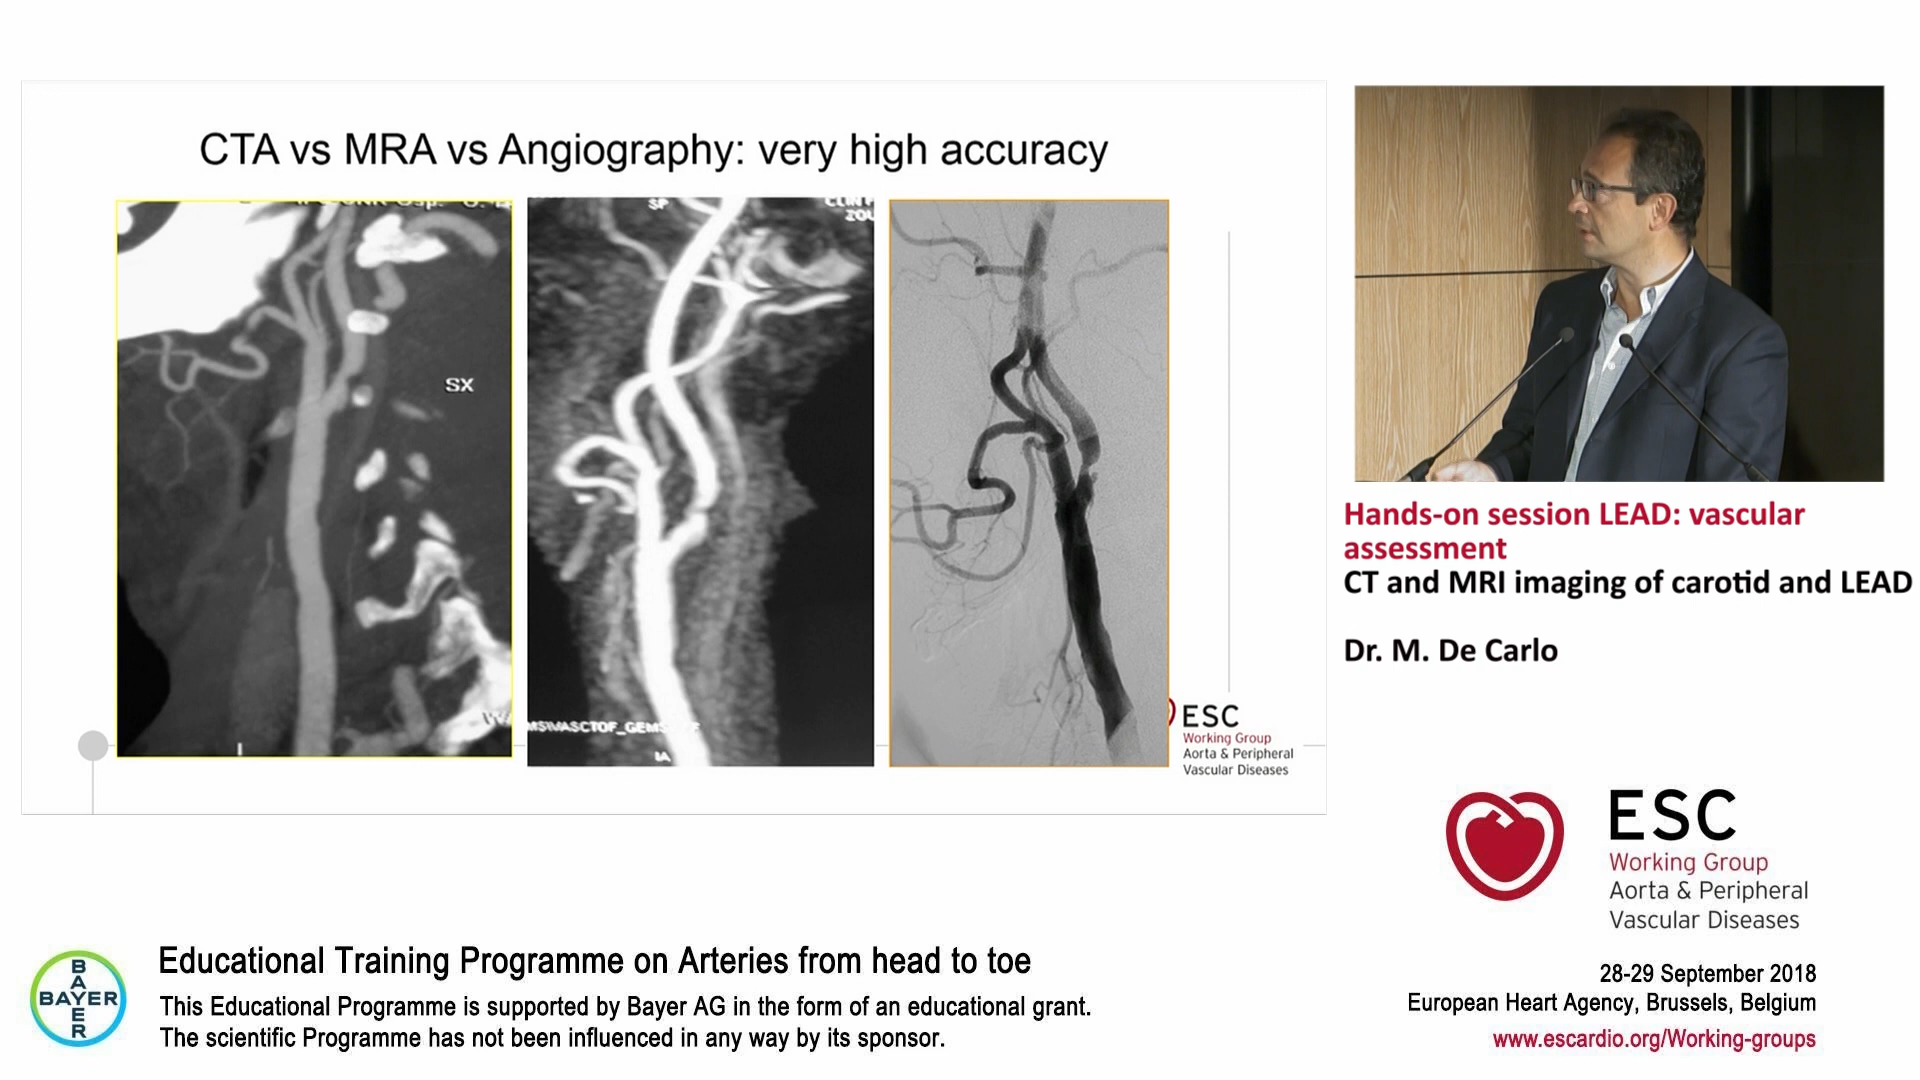 CTA vs MRA vs Angiography: very high accuracy
SP
SX
IA
ESC
Working Group
Aorta & Peripheral
Vascular Diseases
Hands-on session LEAD: vascular
assessment
CT and MRI imaging of carotid and LEAD
Dr. M. De Carlo
ESC
Working Group
Aorta & Peripheral
Vascular Diseases
28-29 September 2018
European Heart Agency, Brussels, Belgium
www.escardio.org/Working-groups
BAYER
BAYER
Educational Training Programme on Arteries from head to toe
This Educational Programme is supported by Bayer AG in the form of an educational grant.
The scientific Programme has not been influenced in any way by its sponsor.